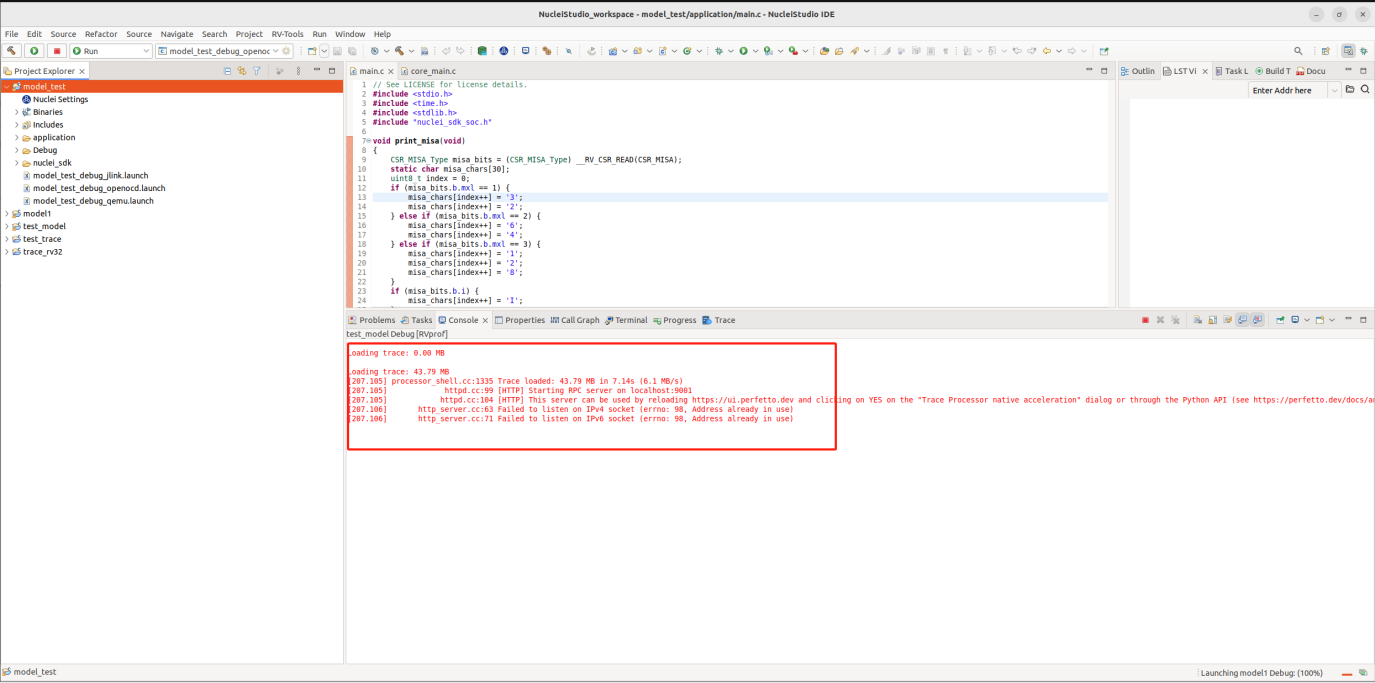 NucleiStudio_workspace - model_test/application/main.c - NucleiStudio IDE
File Edit Source Refactor Source Navigate Search Project RV-Tools Run Window Help
Run model_test_debug_openoc
Project Explorer
model_test
Nuclei Settings
Binaries
Includes
application
Debug
nuclei_sdk
model_test_debug_jlink.launch
model_test_debug_openocd.launch
model_test_debug_qemu.launch
model1
test_model
test_trace
trace_rv32
main.c core_main.c
1 // See LICENSE for license details.
2 #include <stdio.h>
3 #include <time.h>
4 #include <stdlib.h>
5 #include "nuclei_sdk_soc.h"
6
7 void print_misa(void)
8 {
9 CSR_MISA_Type misa_bits = (CSR_MISA_Type) __RV_CSR_READ(CSR_MISA);
10 static char misa_chars[30];
11 uint8_t index = 0;
12 if (misa_bits.b.mxl == 1) {
13 misa_chars[index++] = '3';
14 misa_chars[index++] = '2';
15 } else if (misa_bits.b.mxl == 2) {
16 misa_chars[index++] = '6';
17 misa_chars[index++] = '4';
18 } else if (misa_bits.b.mxl == 3) {
19 misa_chars[index++] = '1';
20 misa_chars[index++] = '2';
21 misa_chars[index++] = '8';
22 }
23 if (misa_bits.b.i) {
24 misa_chars[index++] = 'I';
Outlin LST Vi Task L Build T Docu
Enter Addr here
Problems Tasks Console Properties Call Graph Terminal Progress Trace
test_model Debug [RVprof]
Loading trace: 0.00 MB
Loading trace: 43.79 MB
[207.105] processor_shell.cc:1335 Trace loaded: 43.79 MB in 7.14s (6.1 MB/s)
[207.105] httpd.cc:99 [HTTP] Starting RPC server on localhost:9001
[207.105] httpd.cc:104 [HTTP] This server can be used by reloading https://ui.perfetto.dev and clicking on YES on the "Trace Processor native acceleration" dialog or through the Python API (see https://perfetto.dev/docs/a
[207.106] http_server.cc:63 Failed to listen on IPv4 socket (errno: 98, Address already in use)
[207.106] http_server.cc:71 Failed to listen on IPv6 socket (errno: 98, Address already in use)
model_test
Launching model1 Debug: (100%)